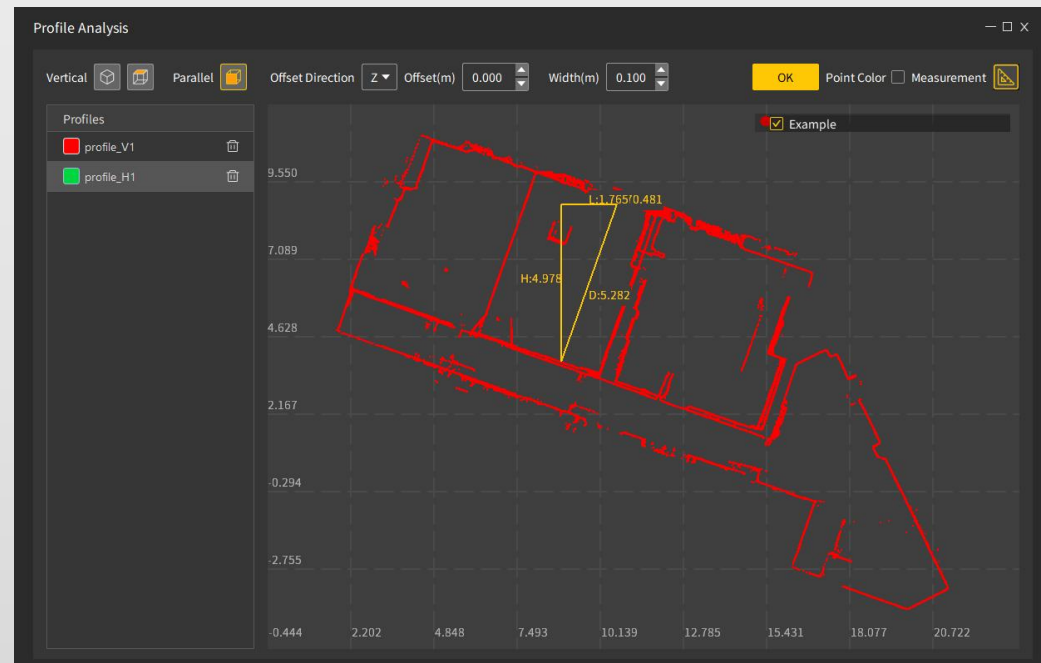 Profile Analysis
Vertical Parallel Offset Direction Z Offset(m) 0.000 Width(m) 0.100 OK Point Color Measurement
Profiles
profile_V1
profile_H1
Example
9.550
7.089
4.628
2.167
-0.294
-2.755
L:1.765
0.481
H:4.978
D:5.282
-0.444 2.202 4.848 7.493 10.139 12.785 15.431 18.077 20.722